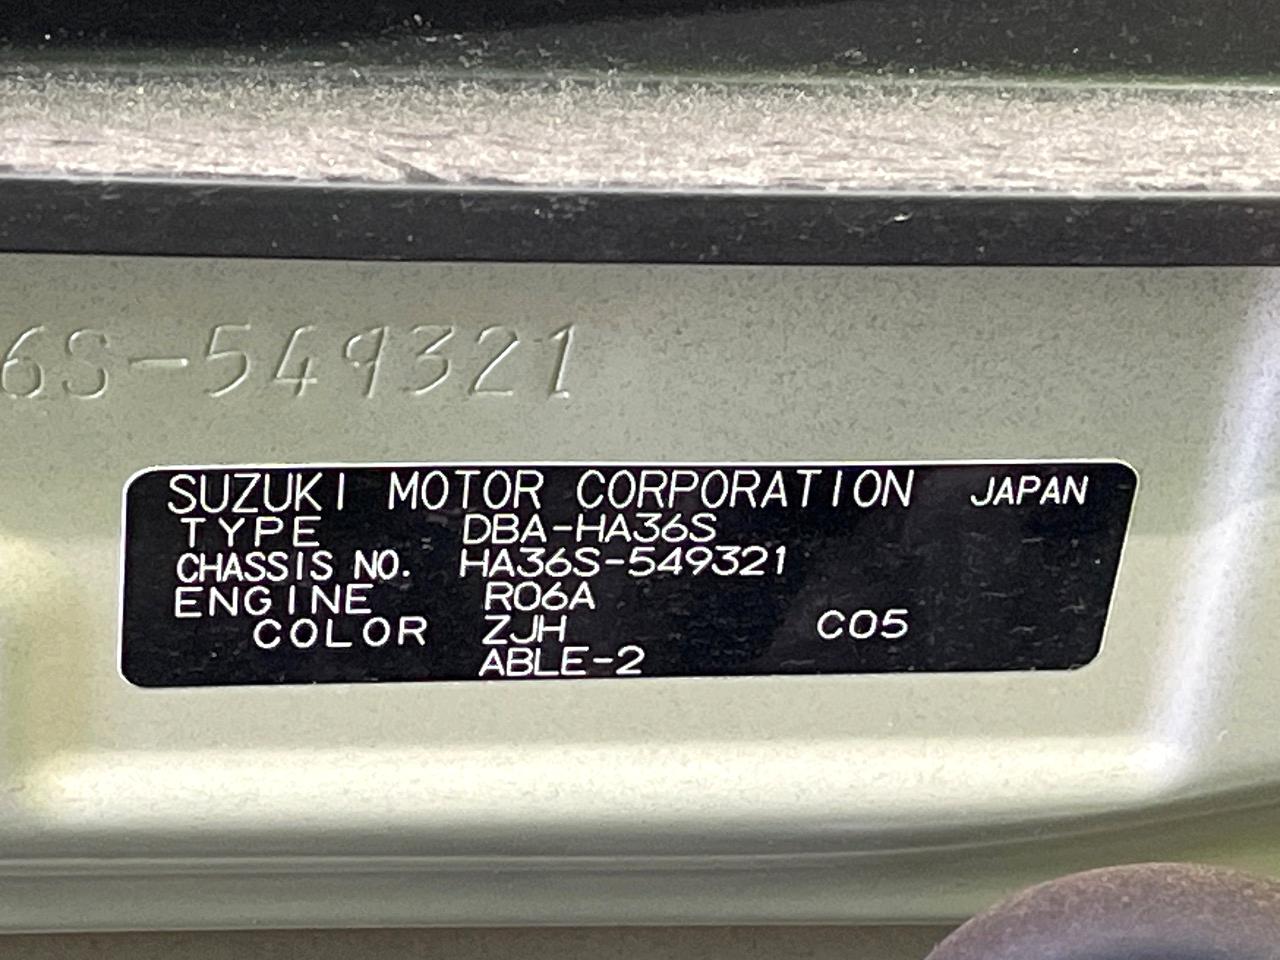 6S-549321
SUZUKI MOTOR CORPORATION JAPAN
TYPE DBA-HA36S
CHASSIS NO. HA36S-549321
ENGINE R06A
COLOR ZJH C05
ABLE-2